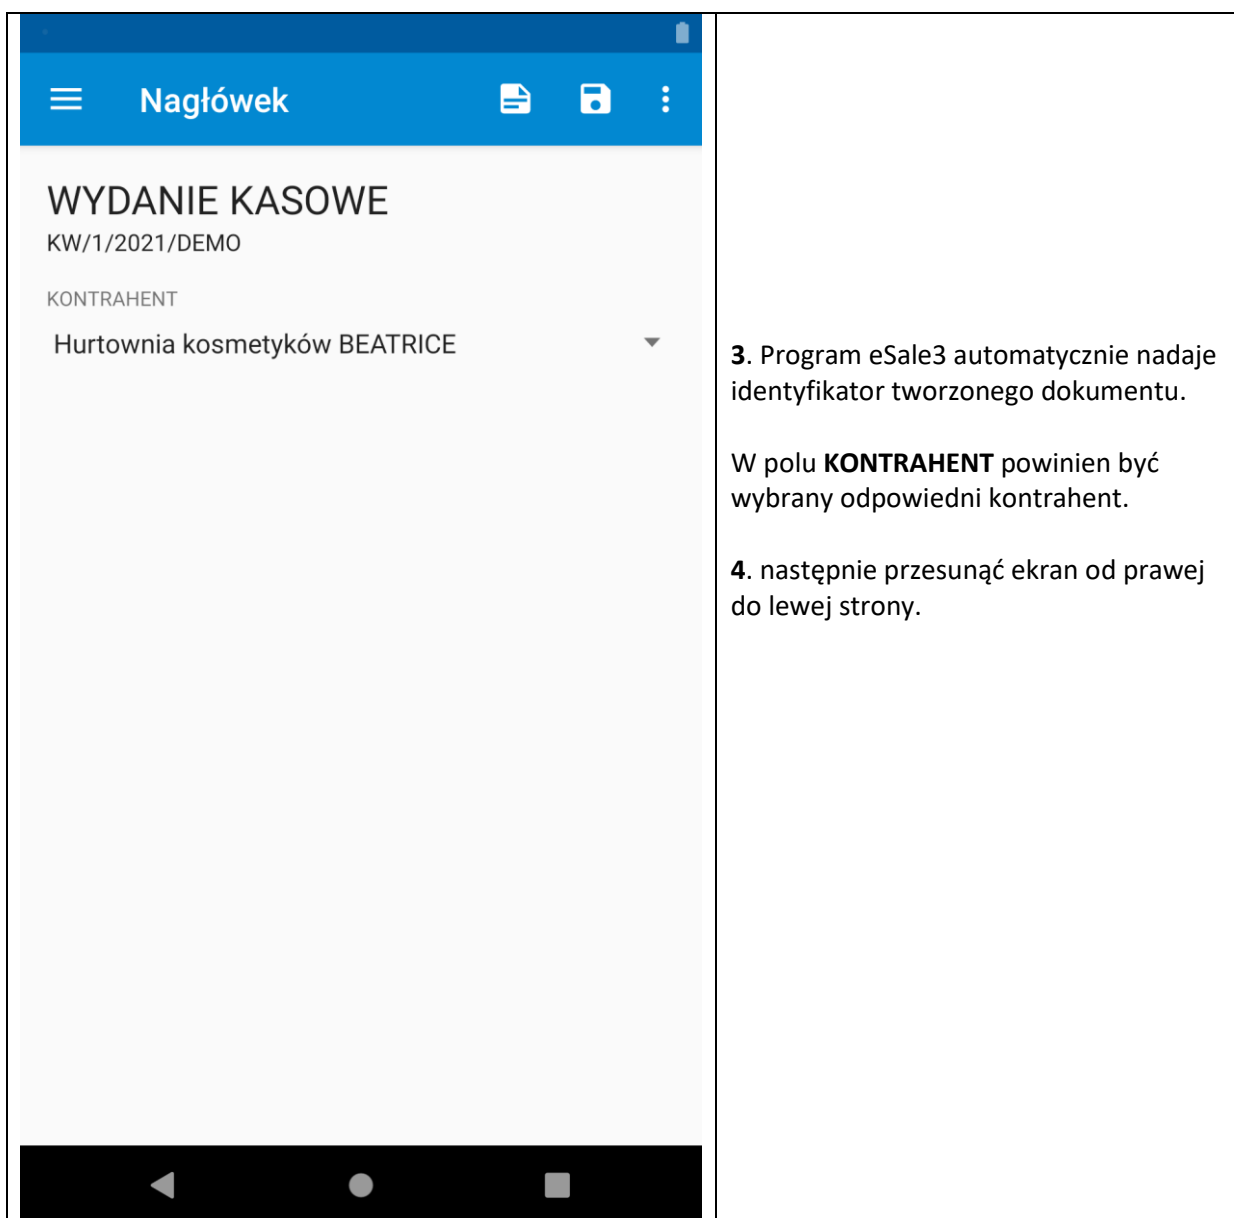 Nagłówek
WYDANIE KASOWE
KW/1/2021/DEMO
KONTRAHENT
Hurtownia kosmetyków BEATRICE
3. Program eSale3 automatycznie nadaje
identyfikator tworzonego dokumentu.
W polu KONTRAHENT powinien być
wybrany odpowiedni kontrahent.
4. następnie przesunąć ekran od prawej
do lewej strony.